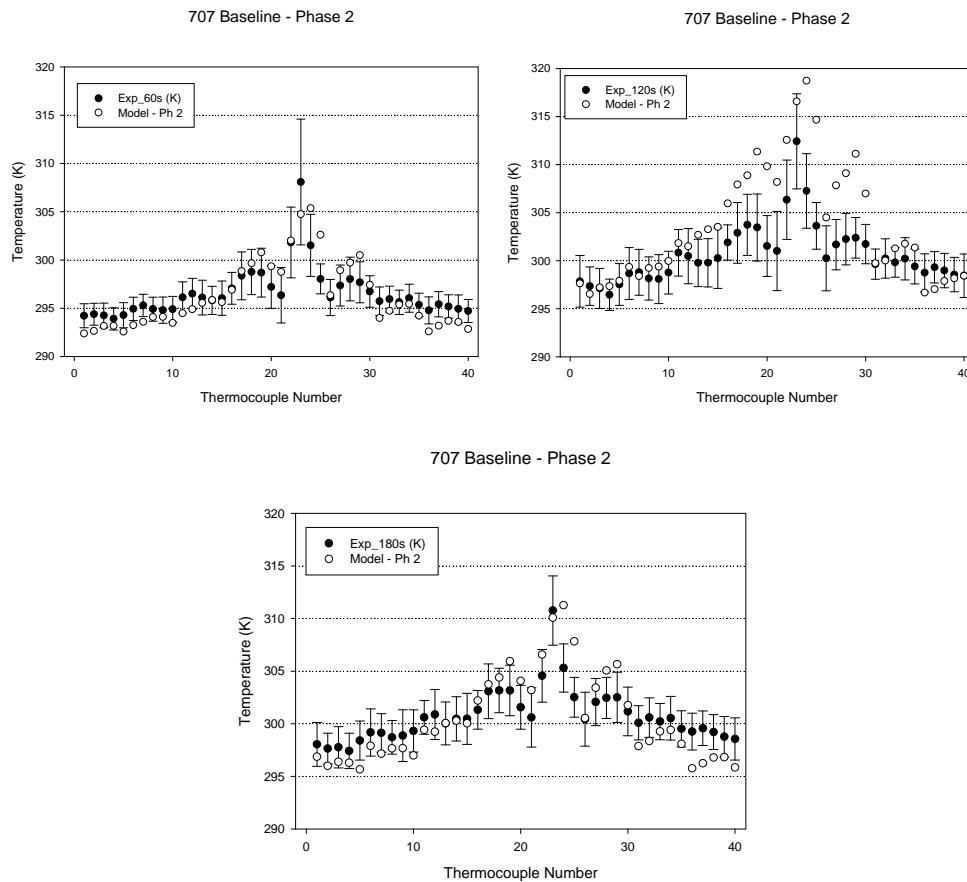 707 Baseline - Phase 2
320
315
310
305
300
295
290
Temperature (K)
Exp_60s (K)
Model - Ph 2
0
10
20
30
40
Thermocouple Number
707 Baseline - Phase 2
320
315
310
305
300
295
290
Temperature (K)
Exp_120s (K)
Model - Ph 2
0
10
20
30
40
Thermocouple Number
707 Baseline - Phase 2
320
315
310
305
300
295
290
Temperature (K)
Exp_180s (K)
Model - Ph 2
0
10
20
30
40
Thermocouple Number